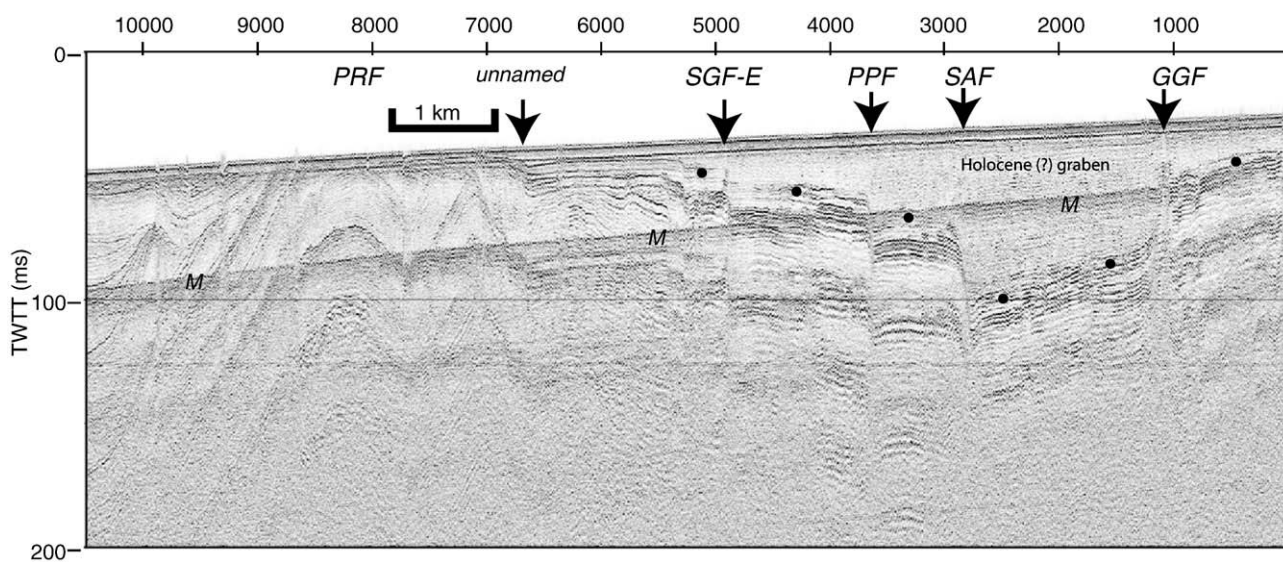 10000 9000 8000 7000 6000 5000 4000 3000 2000 1000
0
PRF unnamed SGF-E PPF SAF GGF
1 km
Holocene (?) graben
M
M
M
TWTT (ms)
100
200